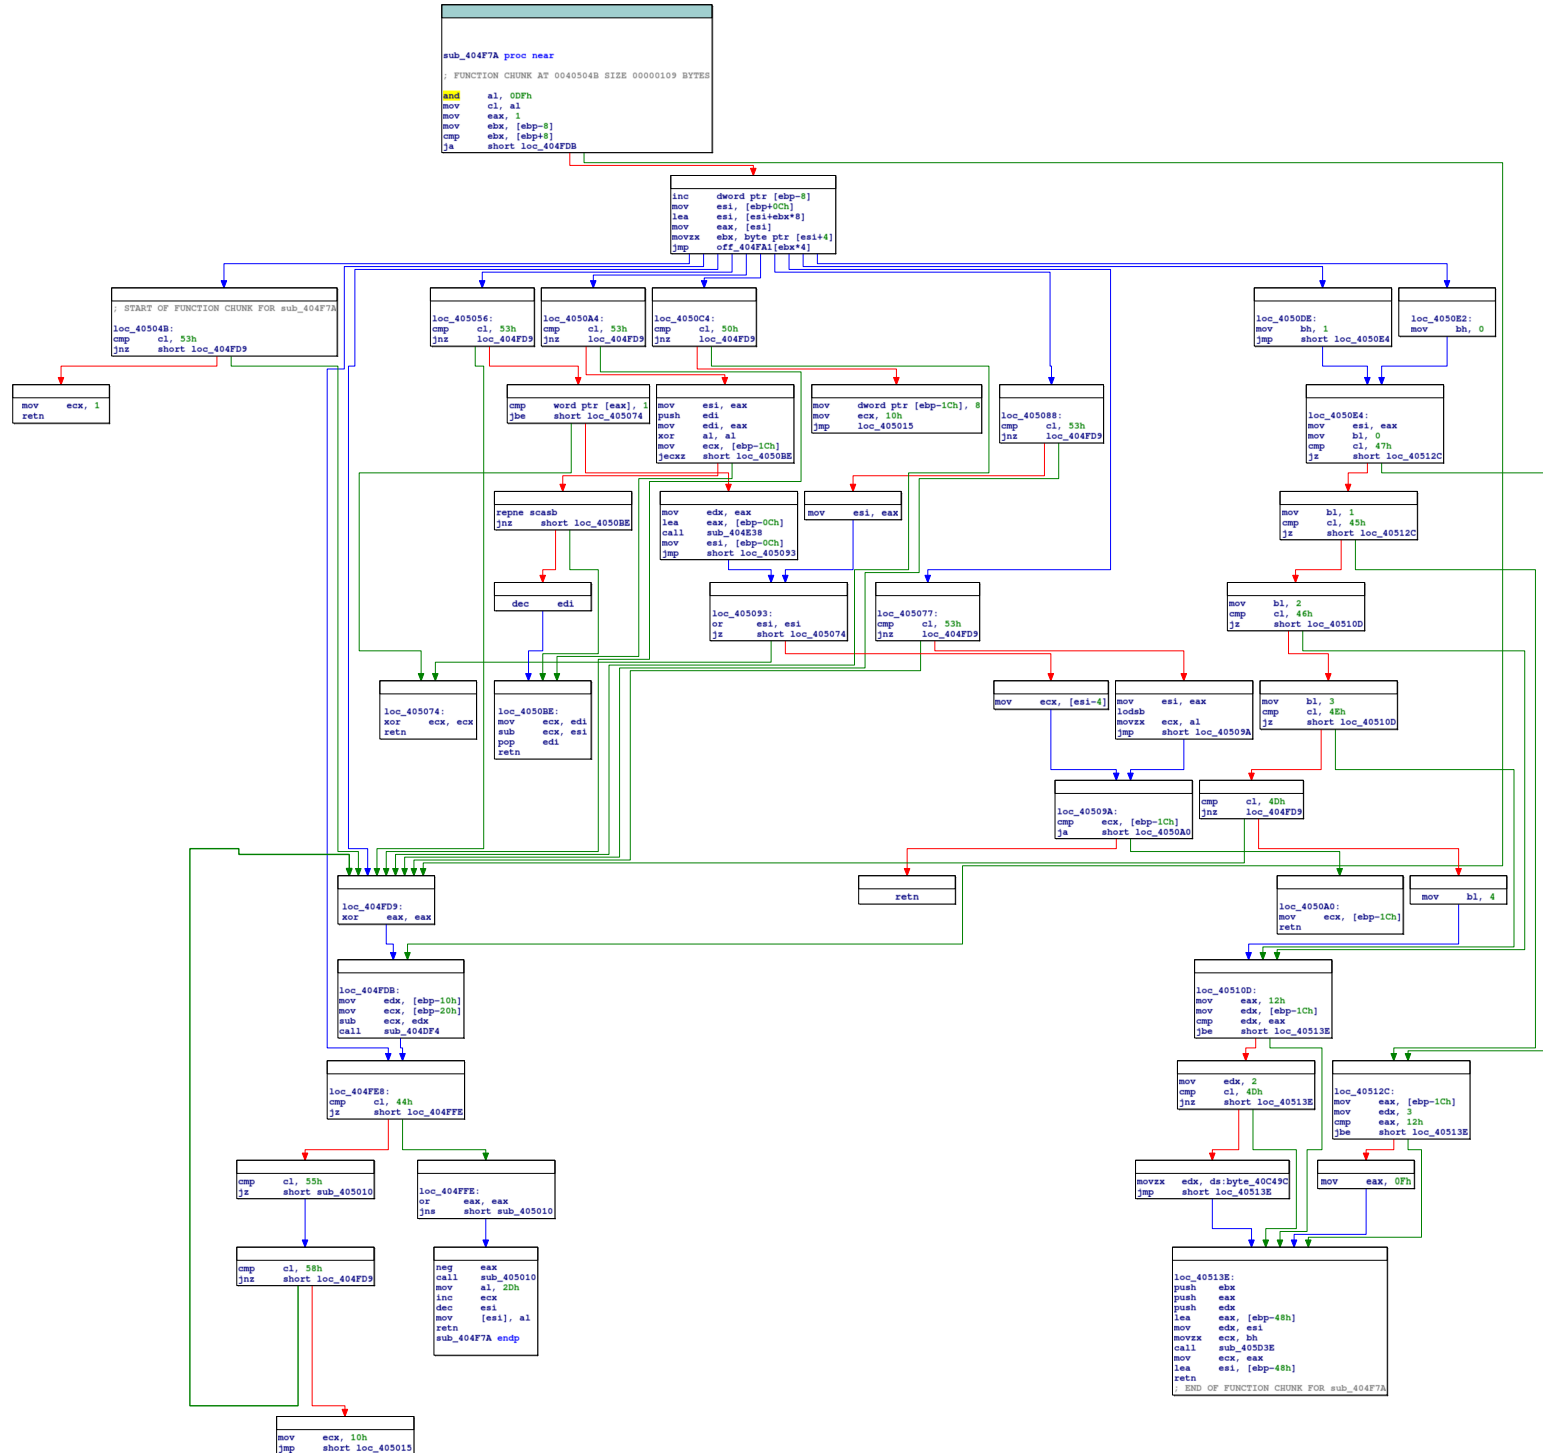 sub_404F7A proc near
; FUNCTION CHUNK AT 0040504B SIZE 00000109 BYTES
and al, 0DFh
mov cl, al
mov eax, 1
mov ebx, [ebp-8]
cmp ebx, [ebp+8]
ja short loc_404FDB
inc dword ptr [ebp-8]
mov esi, [ebp+0Ch]
lea esi, [esi+ebx*8]
mov eax, [esi]
movzx ebx, byte ptr [esi+4]
jmp off_404FA1[ebx*4]
; START OF FUNCTION CHUNK FOR sub_404F7A
loc_40504B:
cmp cl, 53h
jnz short loc_404FD9
loc_405056:
cmp cl, 53h
jnz loc_404FD9
loc_4050A4:
cmp cl, 53h
jnz loc_404FD9
loc_4050C4:
cmp cl, 50h
jnz loc_404FD9
loc_4050DE:
mov bh, 1
jmp short loc_4050E4
loc_4050E2:
mov bh, 0
mov ecx, 1
retn
cmp word ptr [eax], 1
jbe short loc_405074
mov esi, eax
push edi
mov edi, eax
xor al, al
mov ecx, [ebp-1Ch]
jecxz short loc_4050BE
mov dword ptr [ebp-1Ch], 8
mov ecx, 10h
jmp loc_405015
loc_405088:
cmp cl, 53h
jnz loc_404FD9
loc_4050E4:
mov esi, eax
mov bl, 0
cmp cl, 47h
jz short loc_40512C
repne scasb
jnz short loc_4050BE
mov edx, eax
lea eax, [ebp-0Ch]
call sub_404E38
mov esi, [ebp-0Ch]
jmp short loc_405093
mov esi, eax
mov bl, 1
cmp cl, 45h
jz short loc_40512C
dec edi
loc_405093:
or esi, esi
jz short loc_405074
loc_405077:
cmp cl, 53h
jnz loc_404FD9
mov bl, 2
cmp cl, 46h
jz short loc_40510D
loc_405074:
xor ecx, ecx
retn
loc_4050BE:
mov ecx, edi
sub ecx, esi
pop edi
retn
mov ecx, [esi-4]
mov esi, eax
lodsb
movzx ecx, al
jmp short loc_40509A
mov bl, 3
cmp cl, 4Eh
jz short loc_40510D
loc_40509A:
cmp ecx, [ebp-1Ch]
ja short loc_4050A0
cmp cl, 4Dh
jnz loc_404FD9
loc_404FD9:
xor eax, eax
retn
loc_4050A0:
mov ecx, [ebp-1Ch]
retn
mov bl, 4
loc_404FDB:
mov edx, [ebp-10h]
mov ecx, [ebp-20h]
sub ecx, edx
call sub_404DF4
loc_40510D:
mov eax, 12h
mov edx, [ebp-1Ch]
cmp edx, eax
jbe short loc_40513E
loc_404FE8:
cmp cl, 44h
jz short loc_404FFE
mov edx, 2
cmp cl, 4Dh
jnz short loc_40513E
loc_40512C:
mov eax, [ebp-1Ch]
mov edx, 3
cmp eax, 12h
jbe short loc_40513E
cmp cl, 55h
jz short sub_405010
loc_404FFE:
or eax, eax
jns short sub_405010
movzx edx, ds:byte_40C49C
jmp short loc_40513E
mov eax, 0Fh
cmp cl, 58h
jnz short loc_404FD9
neg eax
call sub_405010
mov al, 2Dh
inc ecx
dec esi
mov [esi], al
retn
sub_404F7A endp
loc_40513E:
push ebx
push eax
push edx
lea eax, [ebp-48h]
mov edx, esi
movzx ecx, bh
call sub_405D3E
mov ecx, eax
lea esi, [ebp-48h]
retn
; END OF FUNCTION CHUNK FOR sub_404F7A
mov ecx, 10h
jmp short loc_405015